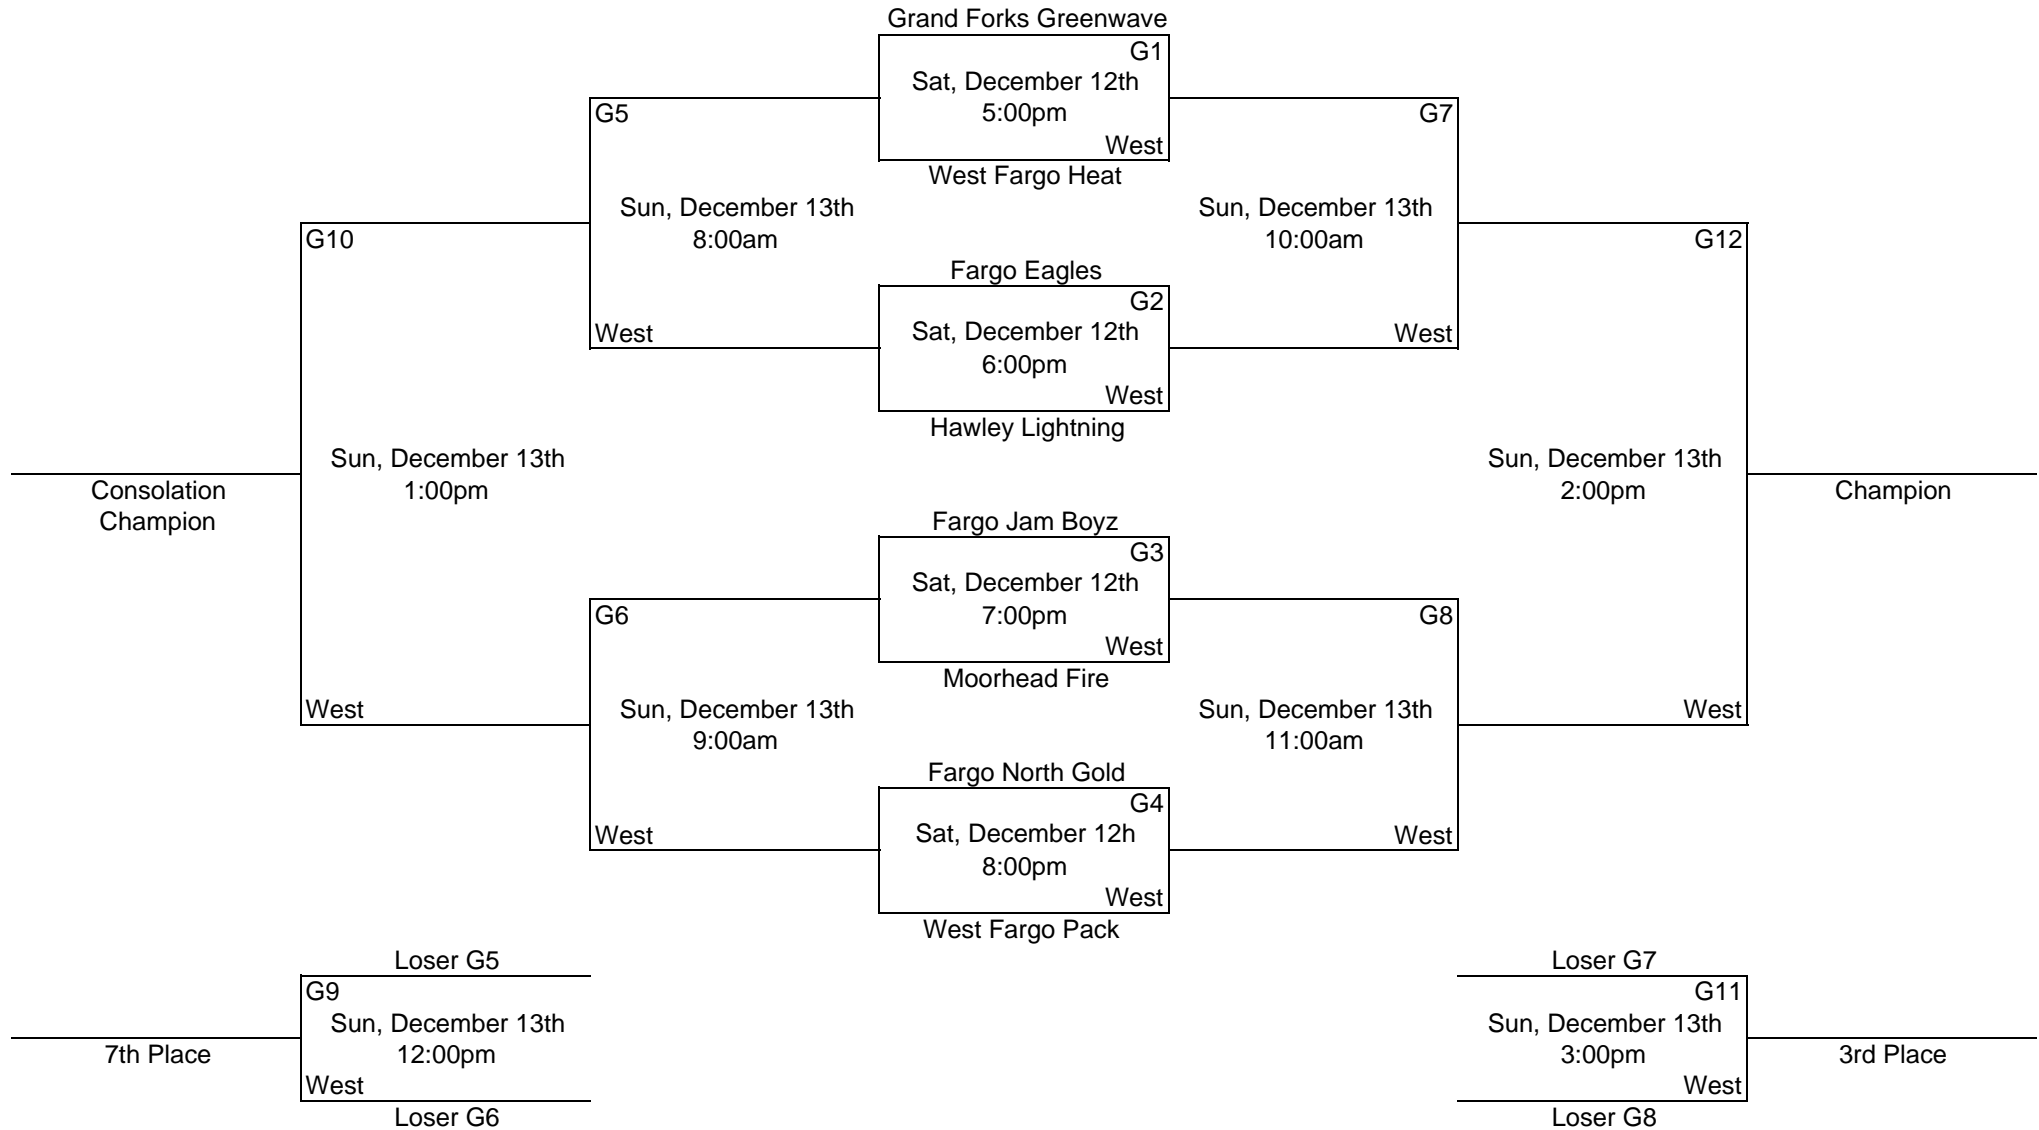 Grand Forks Greenwave
G1
Sat, December 12th
5:00pm
West
West Fargo Heat
G5
Sun, December 13th
8:00am
West
G7
Sun, December 13th
10:00am
West
Fargo Eagles
G2
Sat, December 12th
6:00pm
West
Hawley Lightning
G10
Sun, December 13th
1:00pm
West
Consolation
Champion
G12
Sun, December 13th
2:00pm
West
Champion
Fargo Jam Boyz
G3
Sat, December 12th
7:00pm
West
Moorhead Fire
G6
Sun, December 13th
9:00am
West
G8
Sun, December 13th
11:00am
West
Fargo North Gold
G4
Sat, December 12h
8:00pm
West
West Fargo Pack
Loser G5
G9
Sun, December 13th
12:00pm
West
Loser G6
7th Place
Loser G7
G11
Sun, December 13th
3:00pm
West
Loser G8
3rd Place